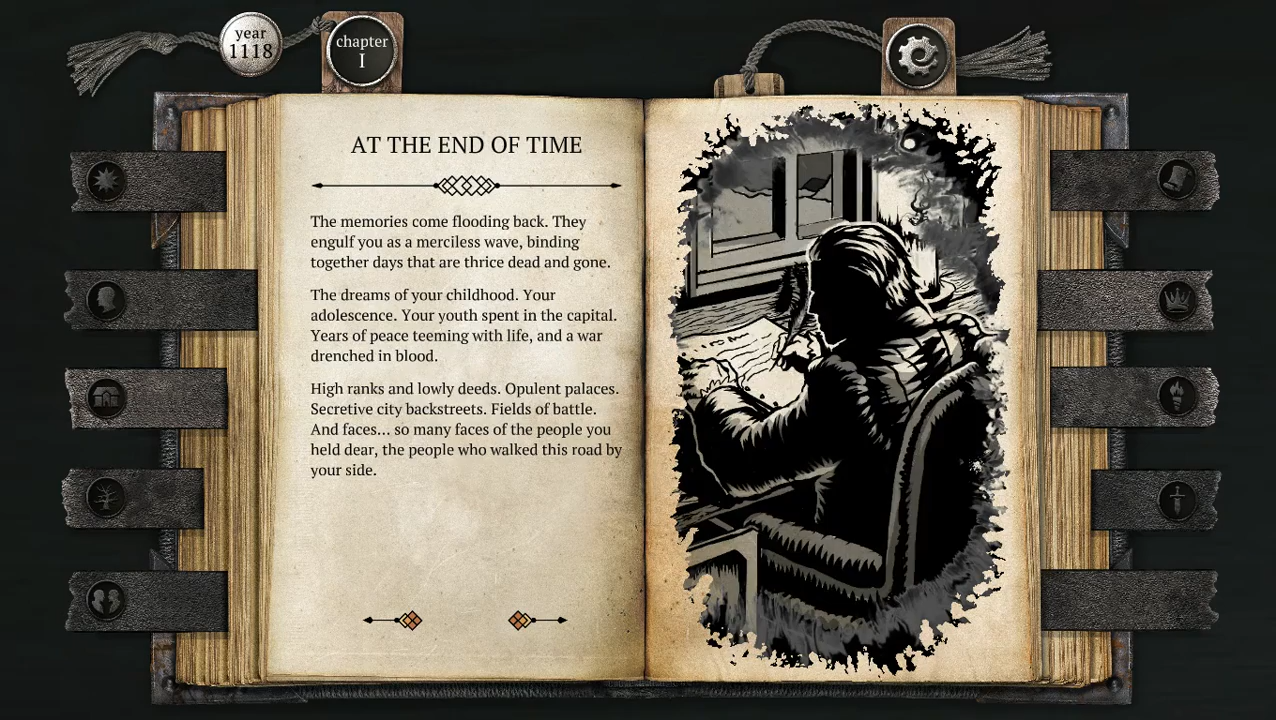 year
1118
chapter
I
AT THE END OF TIME
The memories come flooding back. They
engulf you as a merciless wave, binding
together days that are thrice dead and gone.
The dreams of your childhood. Your
adolescence. Your youth spent in the capital.
Years of peace teeming with life, and a war
drenched in blood.
High ranks and lowly deeds. Opulent palaces.
Secretive city backstreets. Fields of battle.
And faces... so many faces of the people you
held dear, the people who walked this road by
your side.